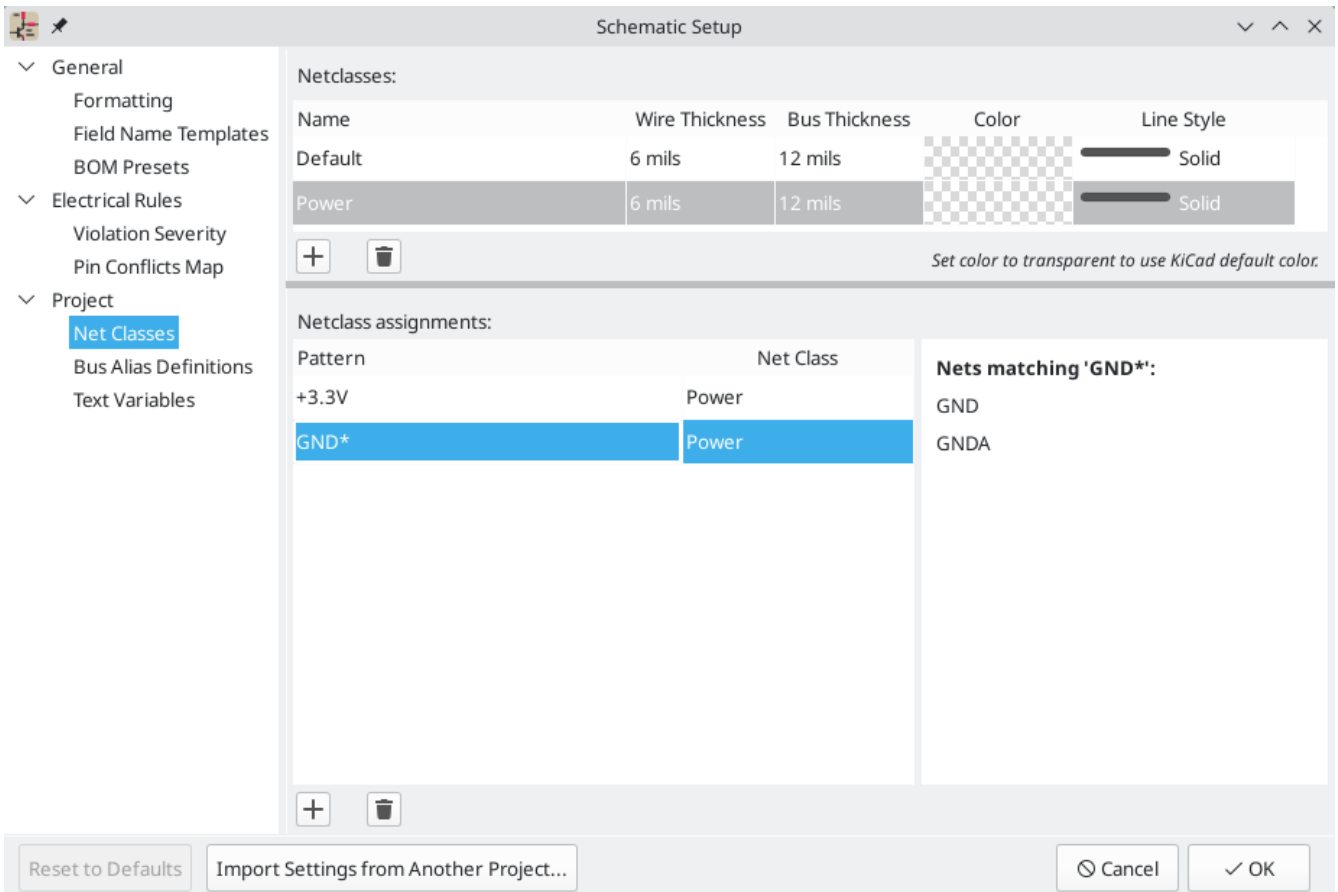 Schematic Setup
General
Formatting
Field Name Templates
BOM Presets
Electrical Rules
Violation Severity
Pin Conflicts Map
Project
Net Classes
Bus Alias Definitions
Text Variables
Netclasses:
Name Wire Thickness Bus Thickness Color Line Style
Default 6 mils 12 mils Solid
Power 6 mils 12 mils Solid
Set color to transparent to use KiCad default color.
Netclass assignments:
Pattern Net Class
+3.3V Power
GND* Power
Nets matching 'GND*':
GND
GNDA
Reset to Defaults Import Settings from Another Project... Cancel OK